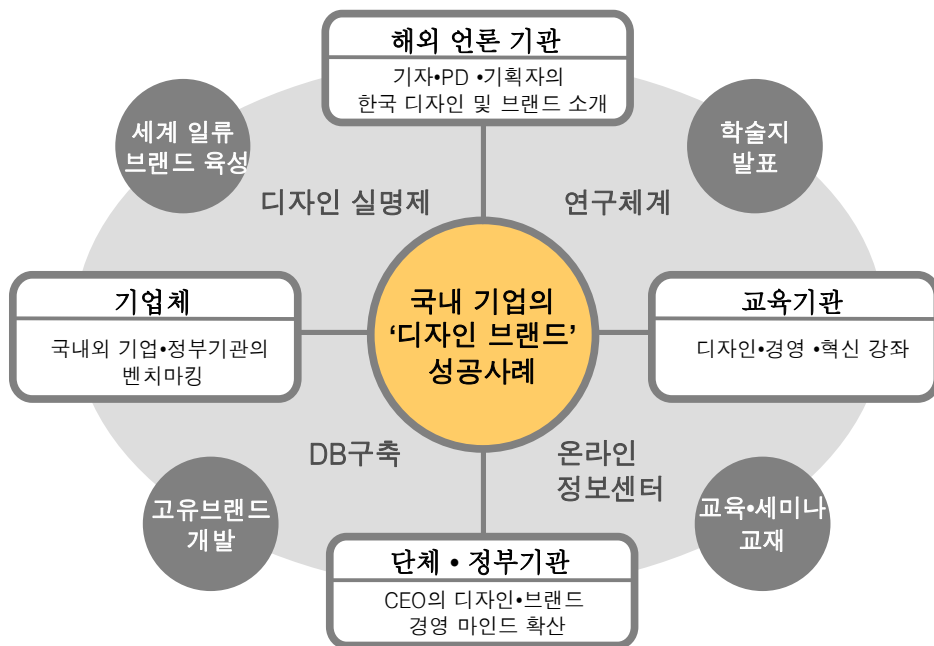 해외 언론 기관
기자•PD •기획자의
한국 디자인 및 브랜드 소개
세계 일류
브랜드 육성
학술지
발표
디자인 실명제
연구체계
기업체
국내외 기업•정부기관의
벤치마킹
국내 기업의
‘디자인 브랜드’
성공사례
교육기관
디자인•경영 •혁신 강좌
DB구축
온라인
정보센터
고유브랜드
개발
교육•세미나
교재
단체 • 정부기관
CEO의 디자인•브랜드
경영 마인드 확산